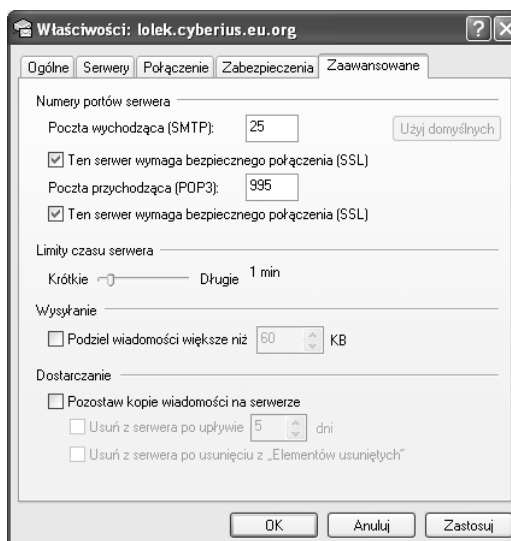 Właściwości: lolek.cyberius.eu.org
Ogólne Serwery Połączenie Zabezpieczenia Zaawansowane
Numery portów serwera
Poczta wychodząca (SMTP): 25 Użyj domyślnych
Ten serwer wymaga bezpiecznego połączenia (SSL)
Poczta przychodząca (POP3): 995
Ten serwer wymaga bezpiecznego połączenia (SSL)
Limity czasu serwera
Krótkie Długie 1 min
Wysyłanie
Podziel wiadomości większe niż 60 KB
Dostarczanie
Pozostaw kopie wiadomości na serwerze
Usuń z serwera po upływie 5 dni
Usuń z serwera po usunięciu z „Elementów usuniętych”
OK Anuluj Zastosuj